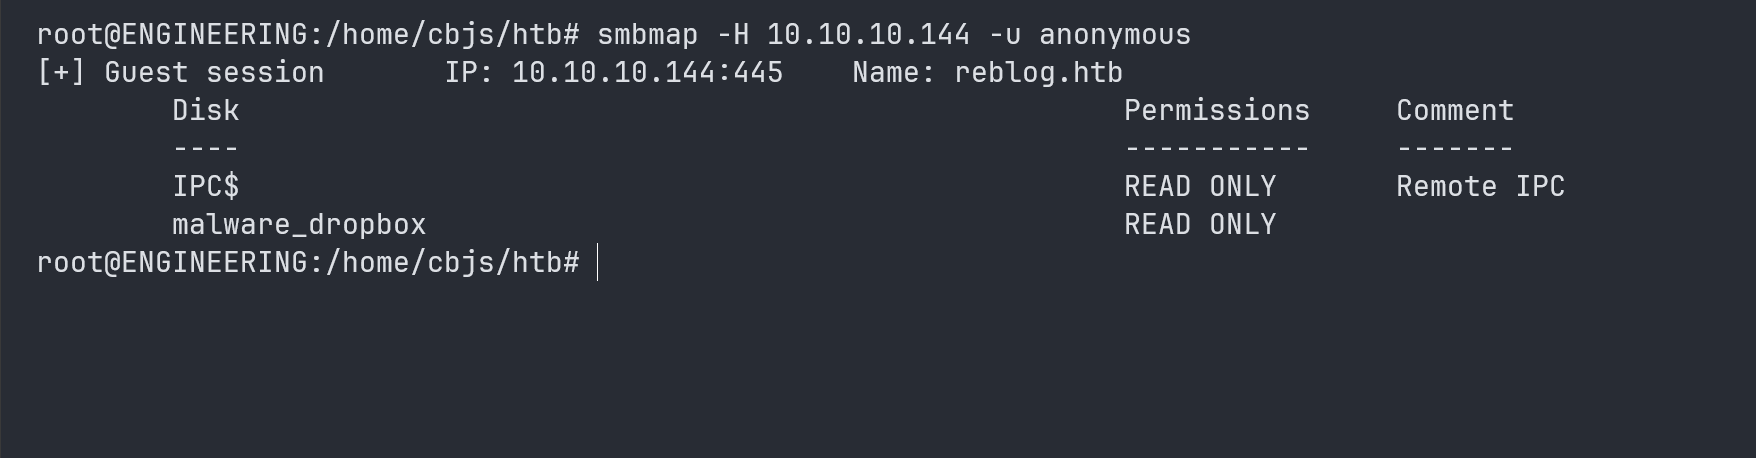 root@ENGINEERING:/home/cbjs/htb# smbmap -H 10.10.10.144 -u anonymous
[+] Guest session       IP: 10.10.10.144:445    Name: reblog.htb
        Disk                                                    Permissions     Comment
        ----                                                    -----------     -------
        IPC$                                                    READ ONLY       Remote IPC
        malware_dropbox                                         READ ONLY
root@ENGINEERING:/home/cbjs/htb#